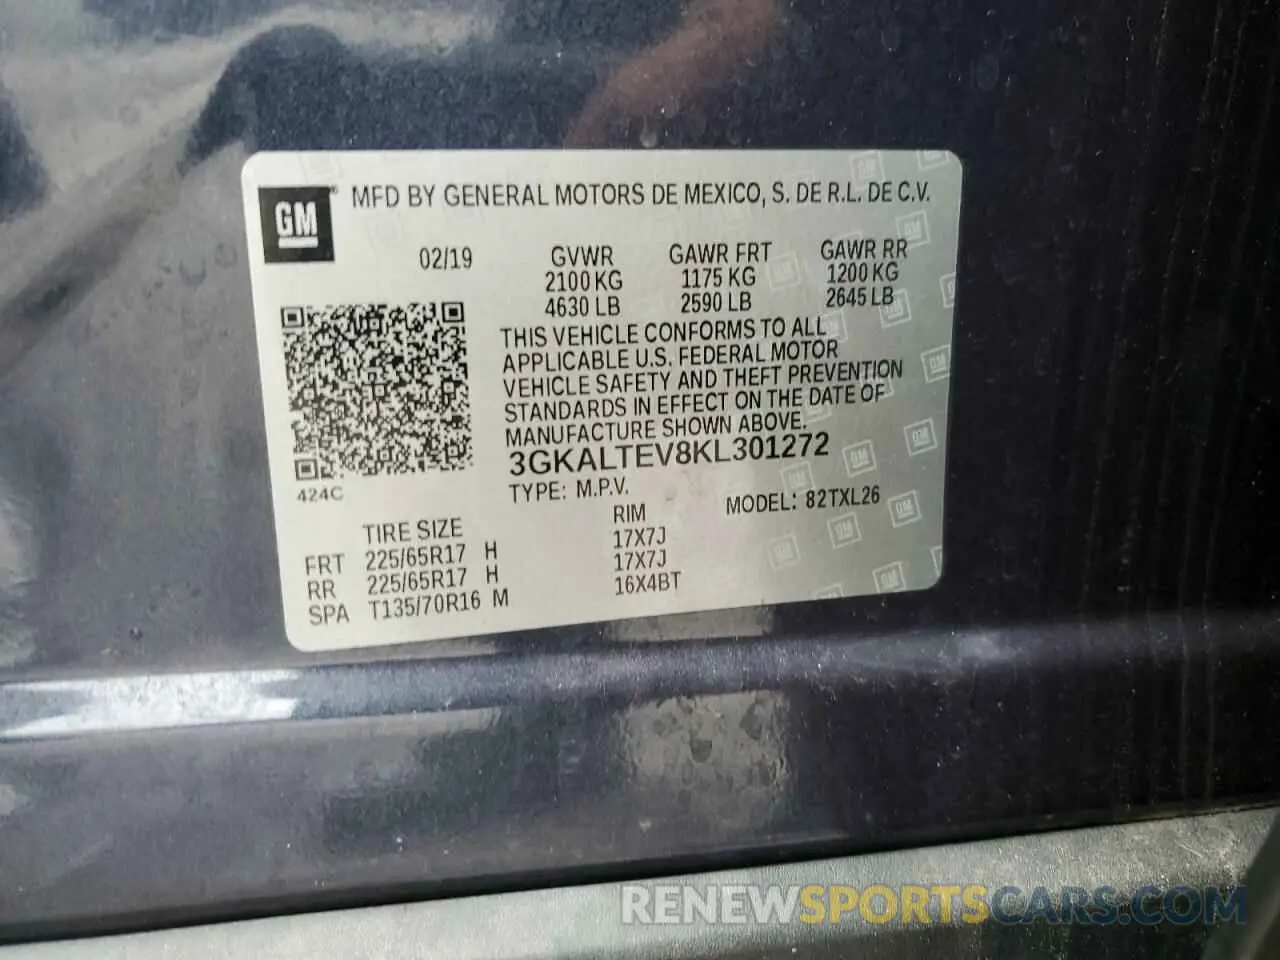 GM
MFD BY GENERAL MOTORS DE MEXICO, S. DE R.L. DE C.V.
02/19 GVWR GAWR FRT GAWR RR
2100 KG 1175 KG 1200 KG
4630 LB 2590 LB 2645 LB
THIS VEHICLE CONFORMS TO ALL
APPLICABLE U.S. FEDERAL MOTOR
VEHICLE SAFETY AND THEFT PREVENTION
STANDARDS IN EFFECT ON THE DATE OF
MANUFACTURE SHOWN ABOVE.
3GKALTEV8KL301272
424C
TYPE: M.P.V. MODEL: 82TXL26
TIRE SIZE RIM
FRT 225/65R17 H 17X7J
RR 225/65R17 H 17X7J
SPA T135/70R16 M 16X4BT
RENEWSPORTSCARS.COM